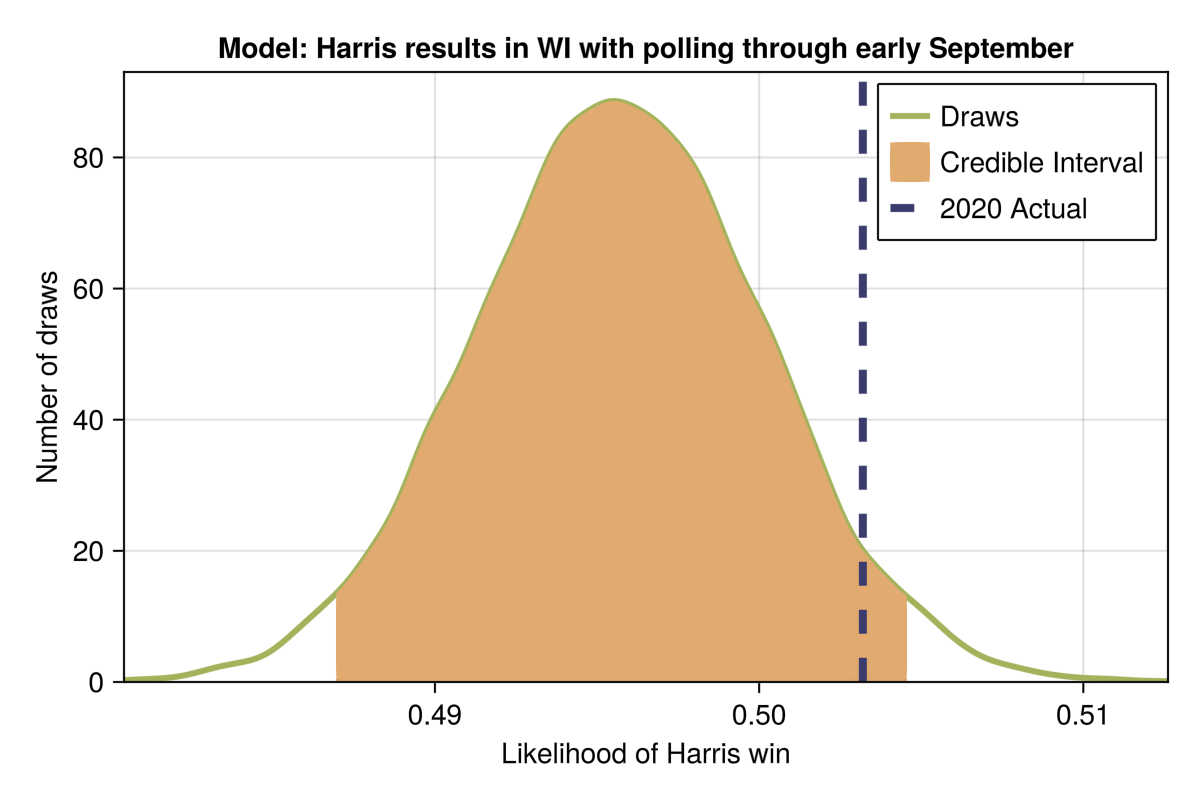 Model: Harris results in WI with polling through early September
Draws
Credible Interval
2020 Actual
Number of draws
80
60
40
20
0
0.49
0.50
0.51
Likelihood of Harris win